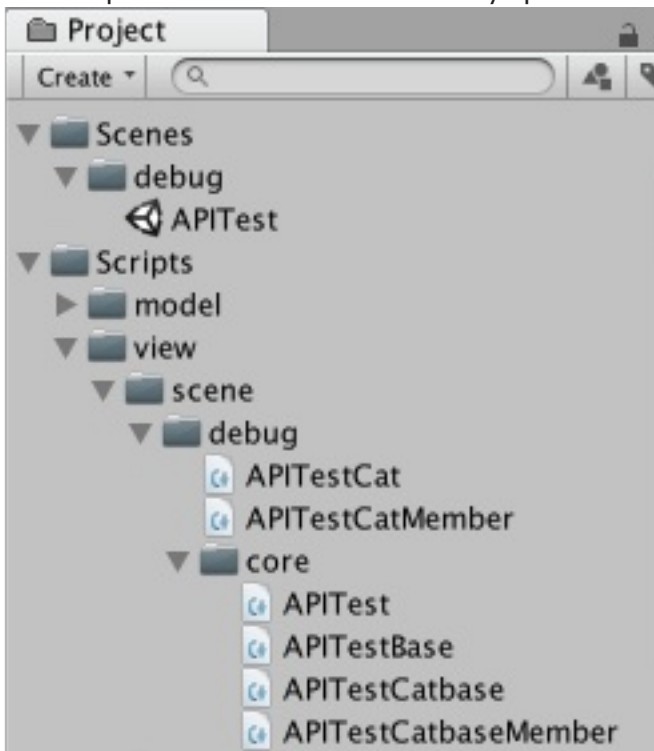 Project
Create
Scenes
debug
APITest
Scripts
model
view
scene
debug
APITestCat
APITestCatMember
core
APITest
APITestBase
APITestCatbase
APITestCatbaseMember